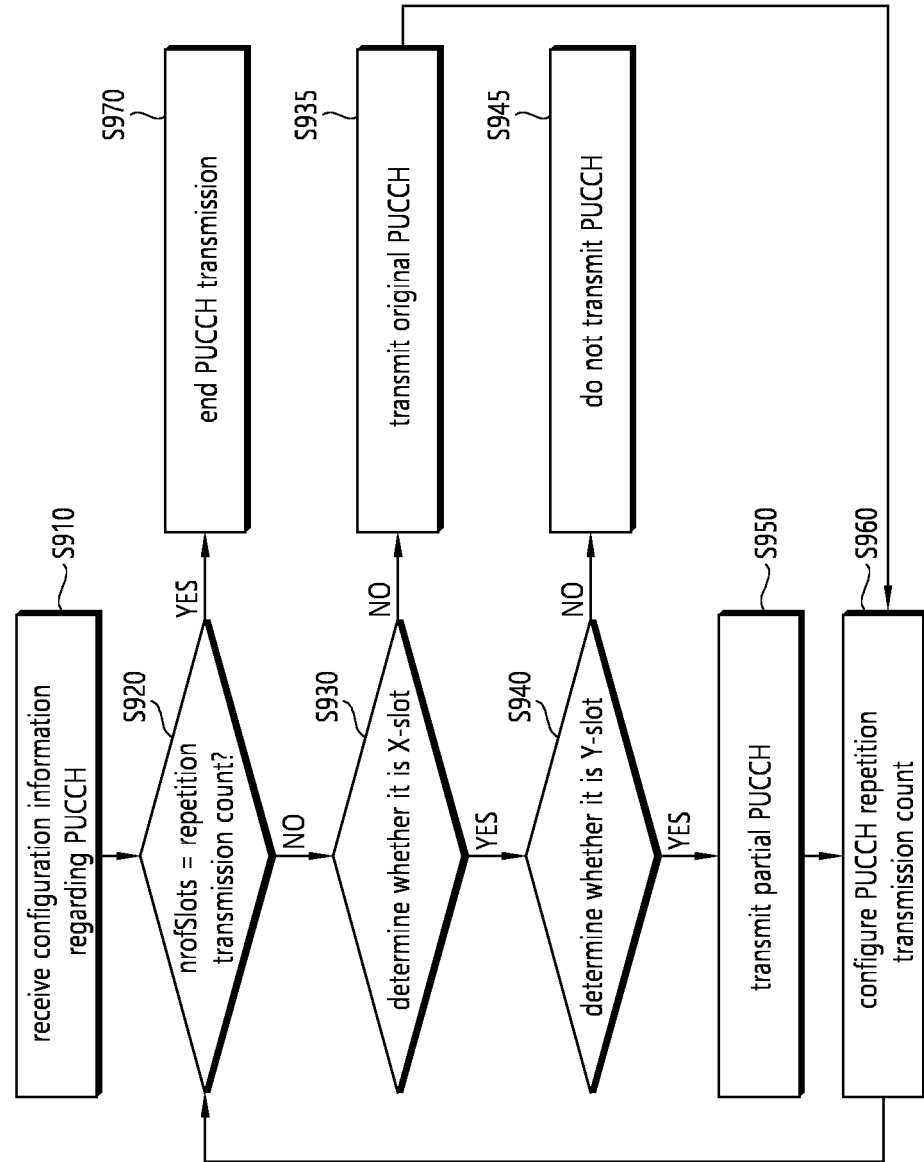 S910
receive configuration information
regarding PUCCH
S920
nrofSlots = repetition
transmission count?
YES
NO
S970
end PUCCH transmission
S930
determine whether it is X-slot
NO
YES
S935
transmit original PUCCH
S940
determine whether it is Y-slot
NO
YES
S945
do not transmit PUCCH
S950
transmit partial PUCCH
S960
configure PUCCH repetition
transmission count